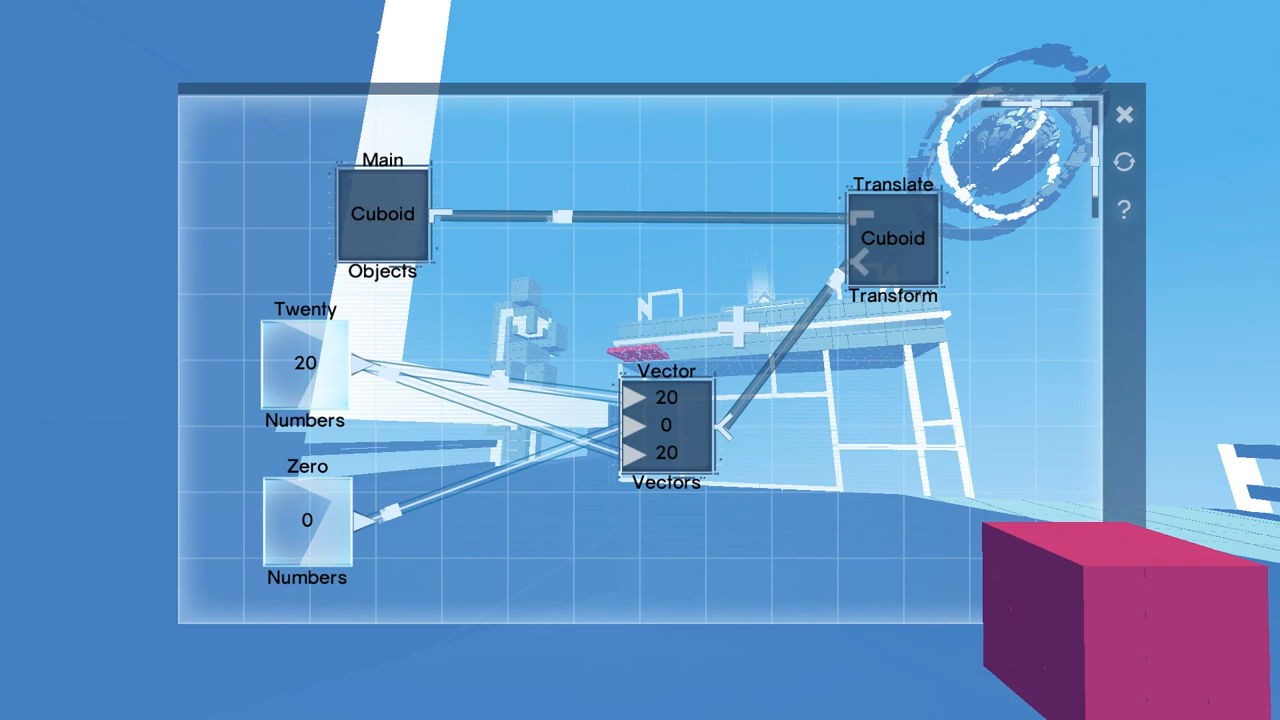 Main
Cuboid
Objects
Translate
Cuboid
Transform
Twenty
20
Numbers
Vector
20
0
20
Vectors
Zero
0
Numbers
?